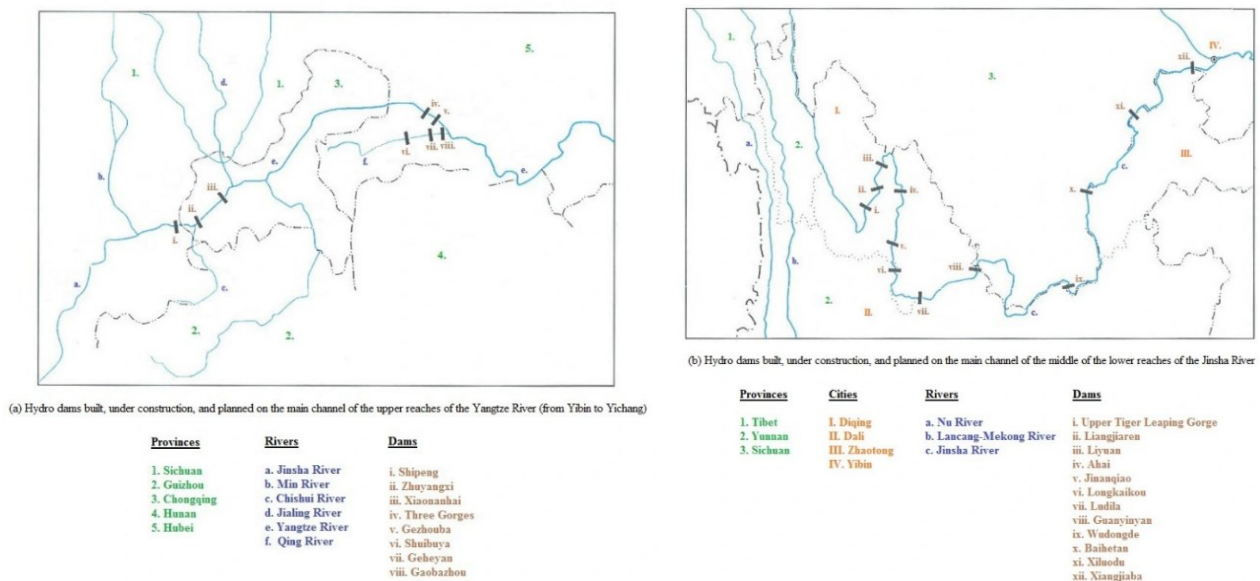 1.
d.
1.
3.
5.
iv.
v.
b.
e.
vi.
vii.
viii.
f.
e.
iii.
ii.
i.
a.
c.
4.
2.
2.
(a) Hydro dams built, under construction, and planned on the main channel of the upper reaches of the Yangtze River (from Yibin to Yichang)
Provinces
1. Sichuan
2. Guizhou
3. Chongqing
4. Hunan
5. Hubei
Rivers
a. Jinsha River
b. Min River
c. Chishui River
d. Jialing River
e. Yangtze River
f. Qing River
Dams
i. Shipeng
ii. Zhuyangxi
iii. Xiaonanhai
iv. Three Gorges
v. Gezhouba
vi. Shuibuya
vii. Geheyan
viii. Gaobazhou
1.
3.
IV.
xii.
I.
xi.
a.
2.
iii.
c.
III.
ii.
iv.
x.
i.
v.
b.
vi.
viii.
ix.
2.
II.
vii.
c.
(b) Hydro dams built, under construction, and planned on the main channel of the middle of the lower reaches of the Jinsha River
Provinces
1. Tibet
2. Yunnan
3. Sichuan
Cities
I. Diqing
II. Dali
III. Zhaotong
IV. Yibin
Rivers
a. Nu River
b. Lancang-Mekong River
c. Jinsha River
Dams
i. Upper Tiger Leaping Gorge
ii. Liangjiaren
iii. Liyuan
iv. Ahai
v. Jinanqiao
vi. Longkaikou
vii. Ludila
viii. Guanyinyan
ix. Wudongde
x. Baihetan
xi. Xiluodu
xii. Xiangjiaba